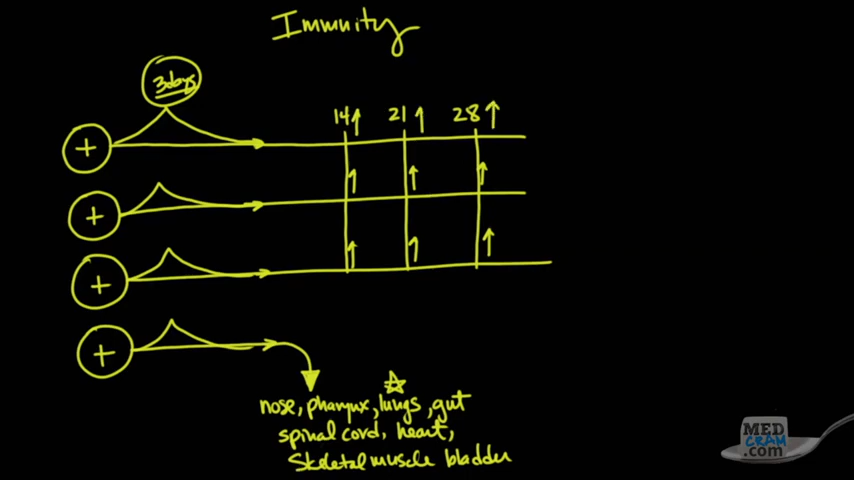 Immunity
3days
14↑ 21↑ 28↑
+ ↑ ↑ ↑
+ ↑ ↑ ↑
+
+
nose, pharynx, lungs, gut
spinal cord, heart,
skeletal muscle bladder
MED
CRAM
.com